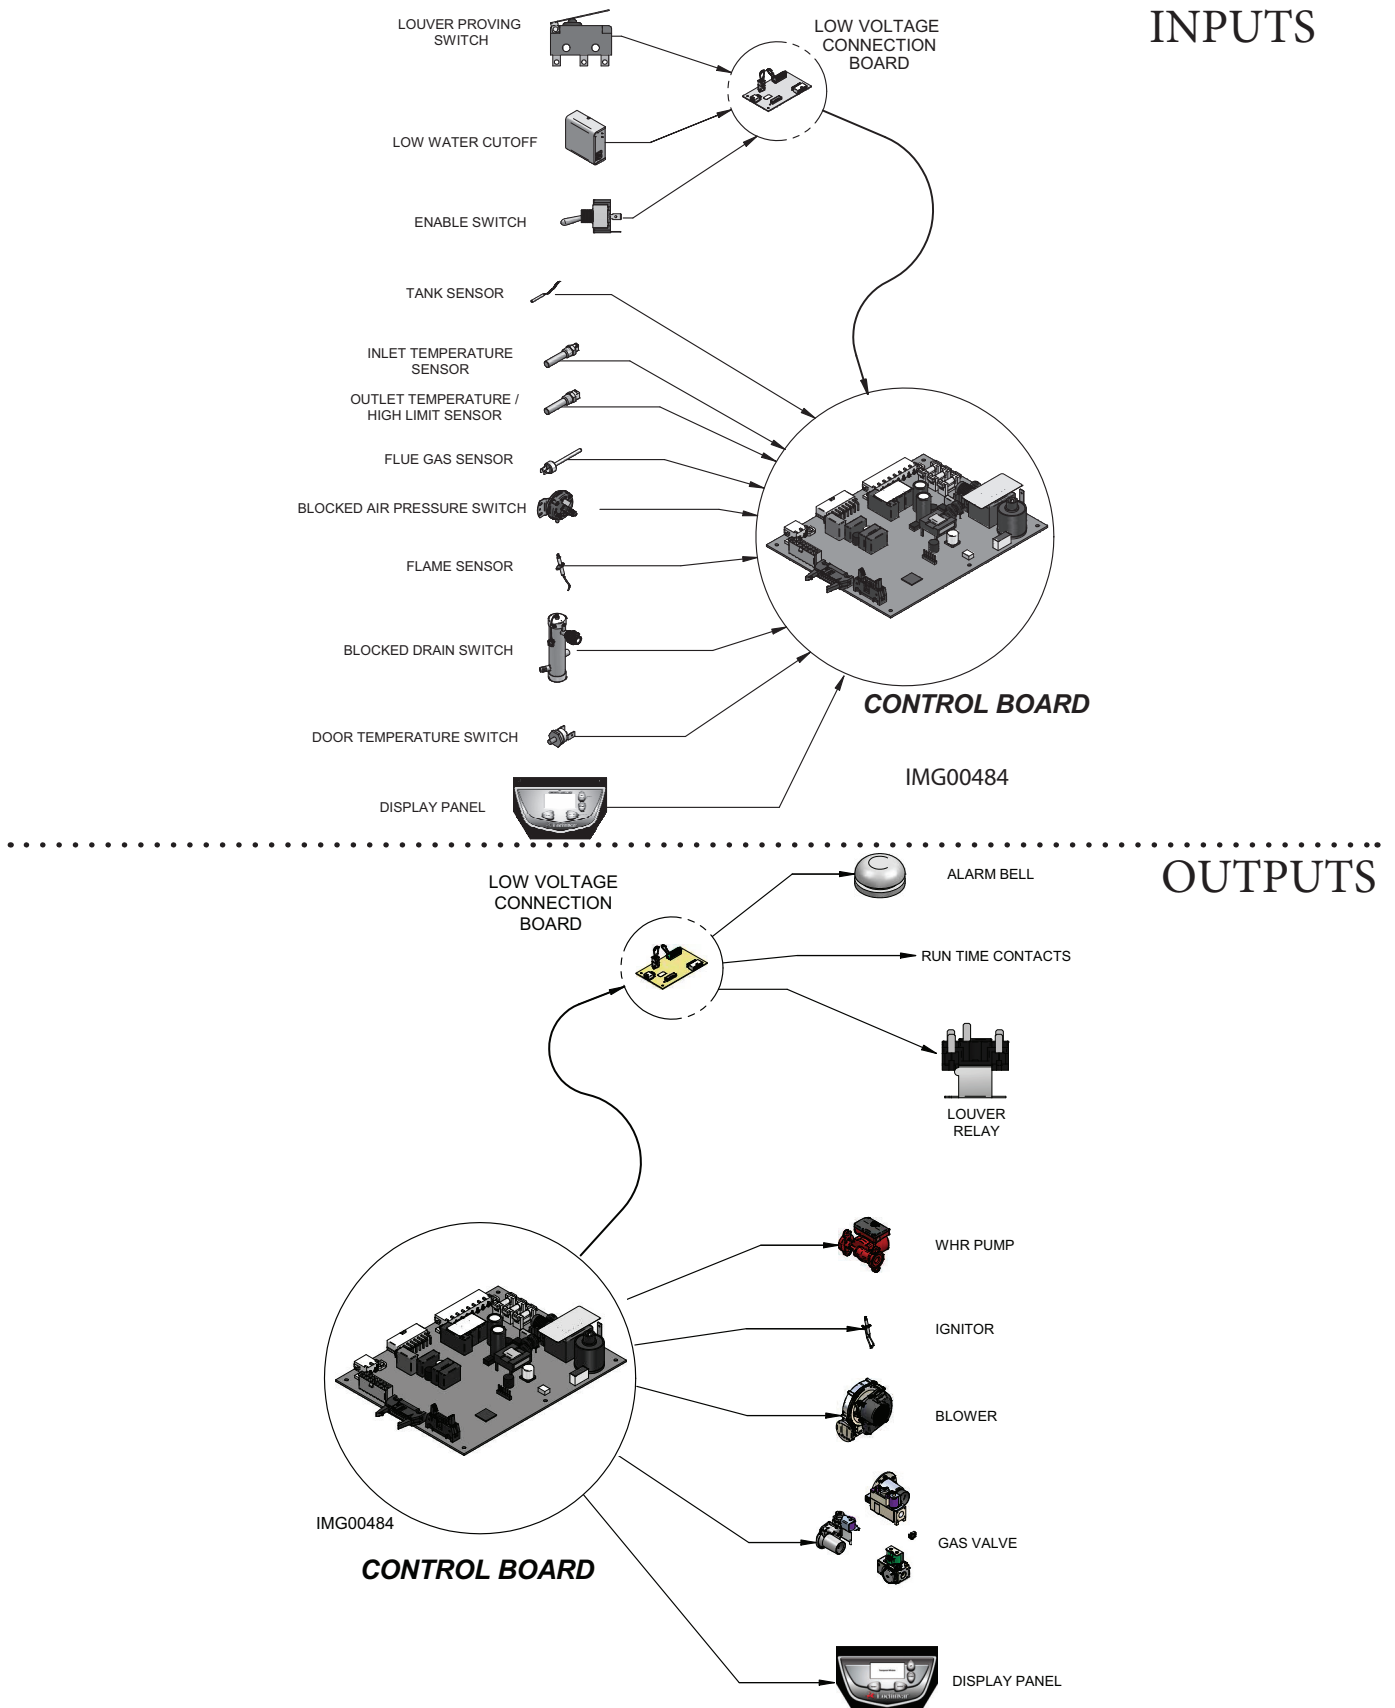 INPUTS
LOUVER PROVING
SWITCH
LOW VOLTAGE
CONNECTION
BOARD
LOW WATER CUTOFF
ENABLE SWITCH
TANK SENSOR
INLET TEMPERATURE
SENSOR
OUTLET TEMPERATURE /
HIGH LIMIT SENSOR
FLUE GAS SENSOR
BLOCKED AIR PRESSURE SWITCH
FLAME SENSOR
BLOCKED DRAIN SWITCH
CONTROL BOARD
DOOR TEMPERATURE SWITCH
IMG00484
DISPLAY PANEL
OUTPUTS
LOW VOLTAGE
CONNECTION
BOARD
ALARM BELL
RUN TIME CONTACTS
LOUVER
RELAY
WHR PUMP
IGNITOR
BLOWER
IMG00484
GAS VALVE
CONTROL BOARD
DISPLAY PANEL
Lochinvar